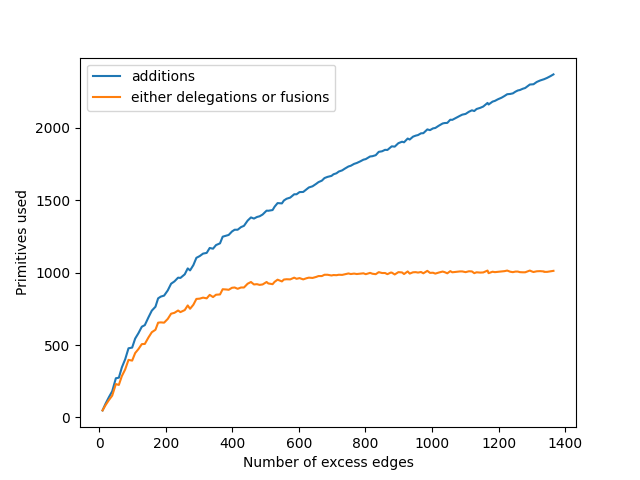 additions
either delegations or fusions
Primitives used
2000
1500
1000
500
0
0 200 400 600 800 1000 1200 1400
Number of excess edges